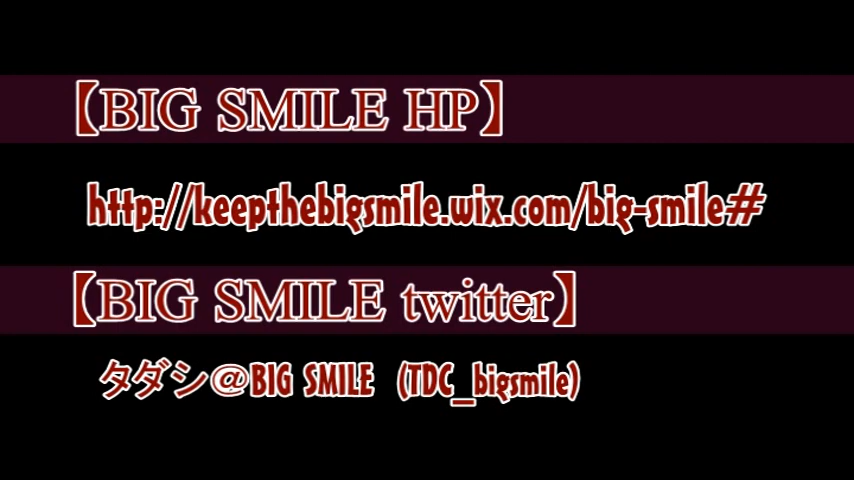 【BIG SMILE HP】
http://keepthebigsmile.wix.com/big-smile#
【BIG SMILE twitter】
タダシ@BIG SMILE (TDC_bigsmile)